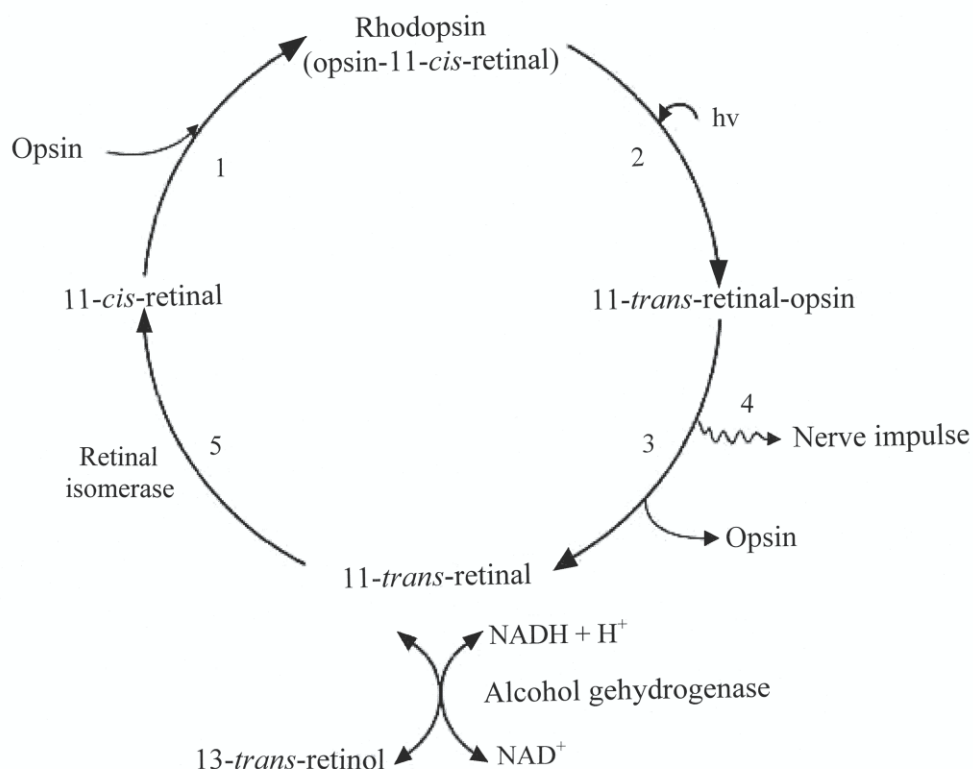 Rhodopsin
(opsin-11-cis-retinal)
hv
Opsin
1
2
11-cis-retinal
11-trans-retinal-opsin
4
Nerve impulse
3
5
Retinal
isomerase
Opsin
11-trans-retinal
NADH + H⁺
Alcohol gehydrogenase
13-trans-retinol
NAD⁺